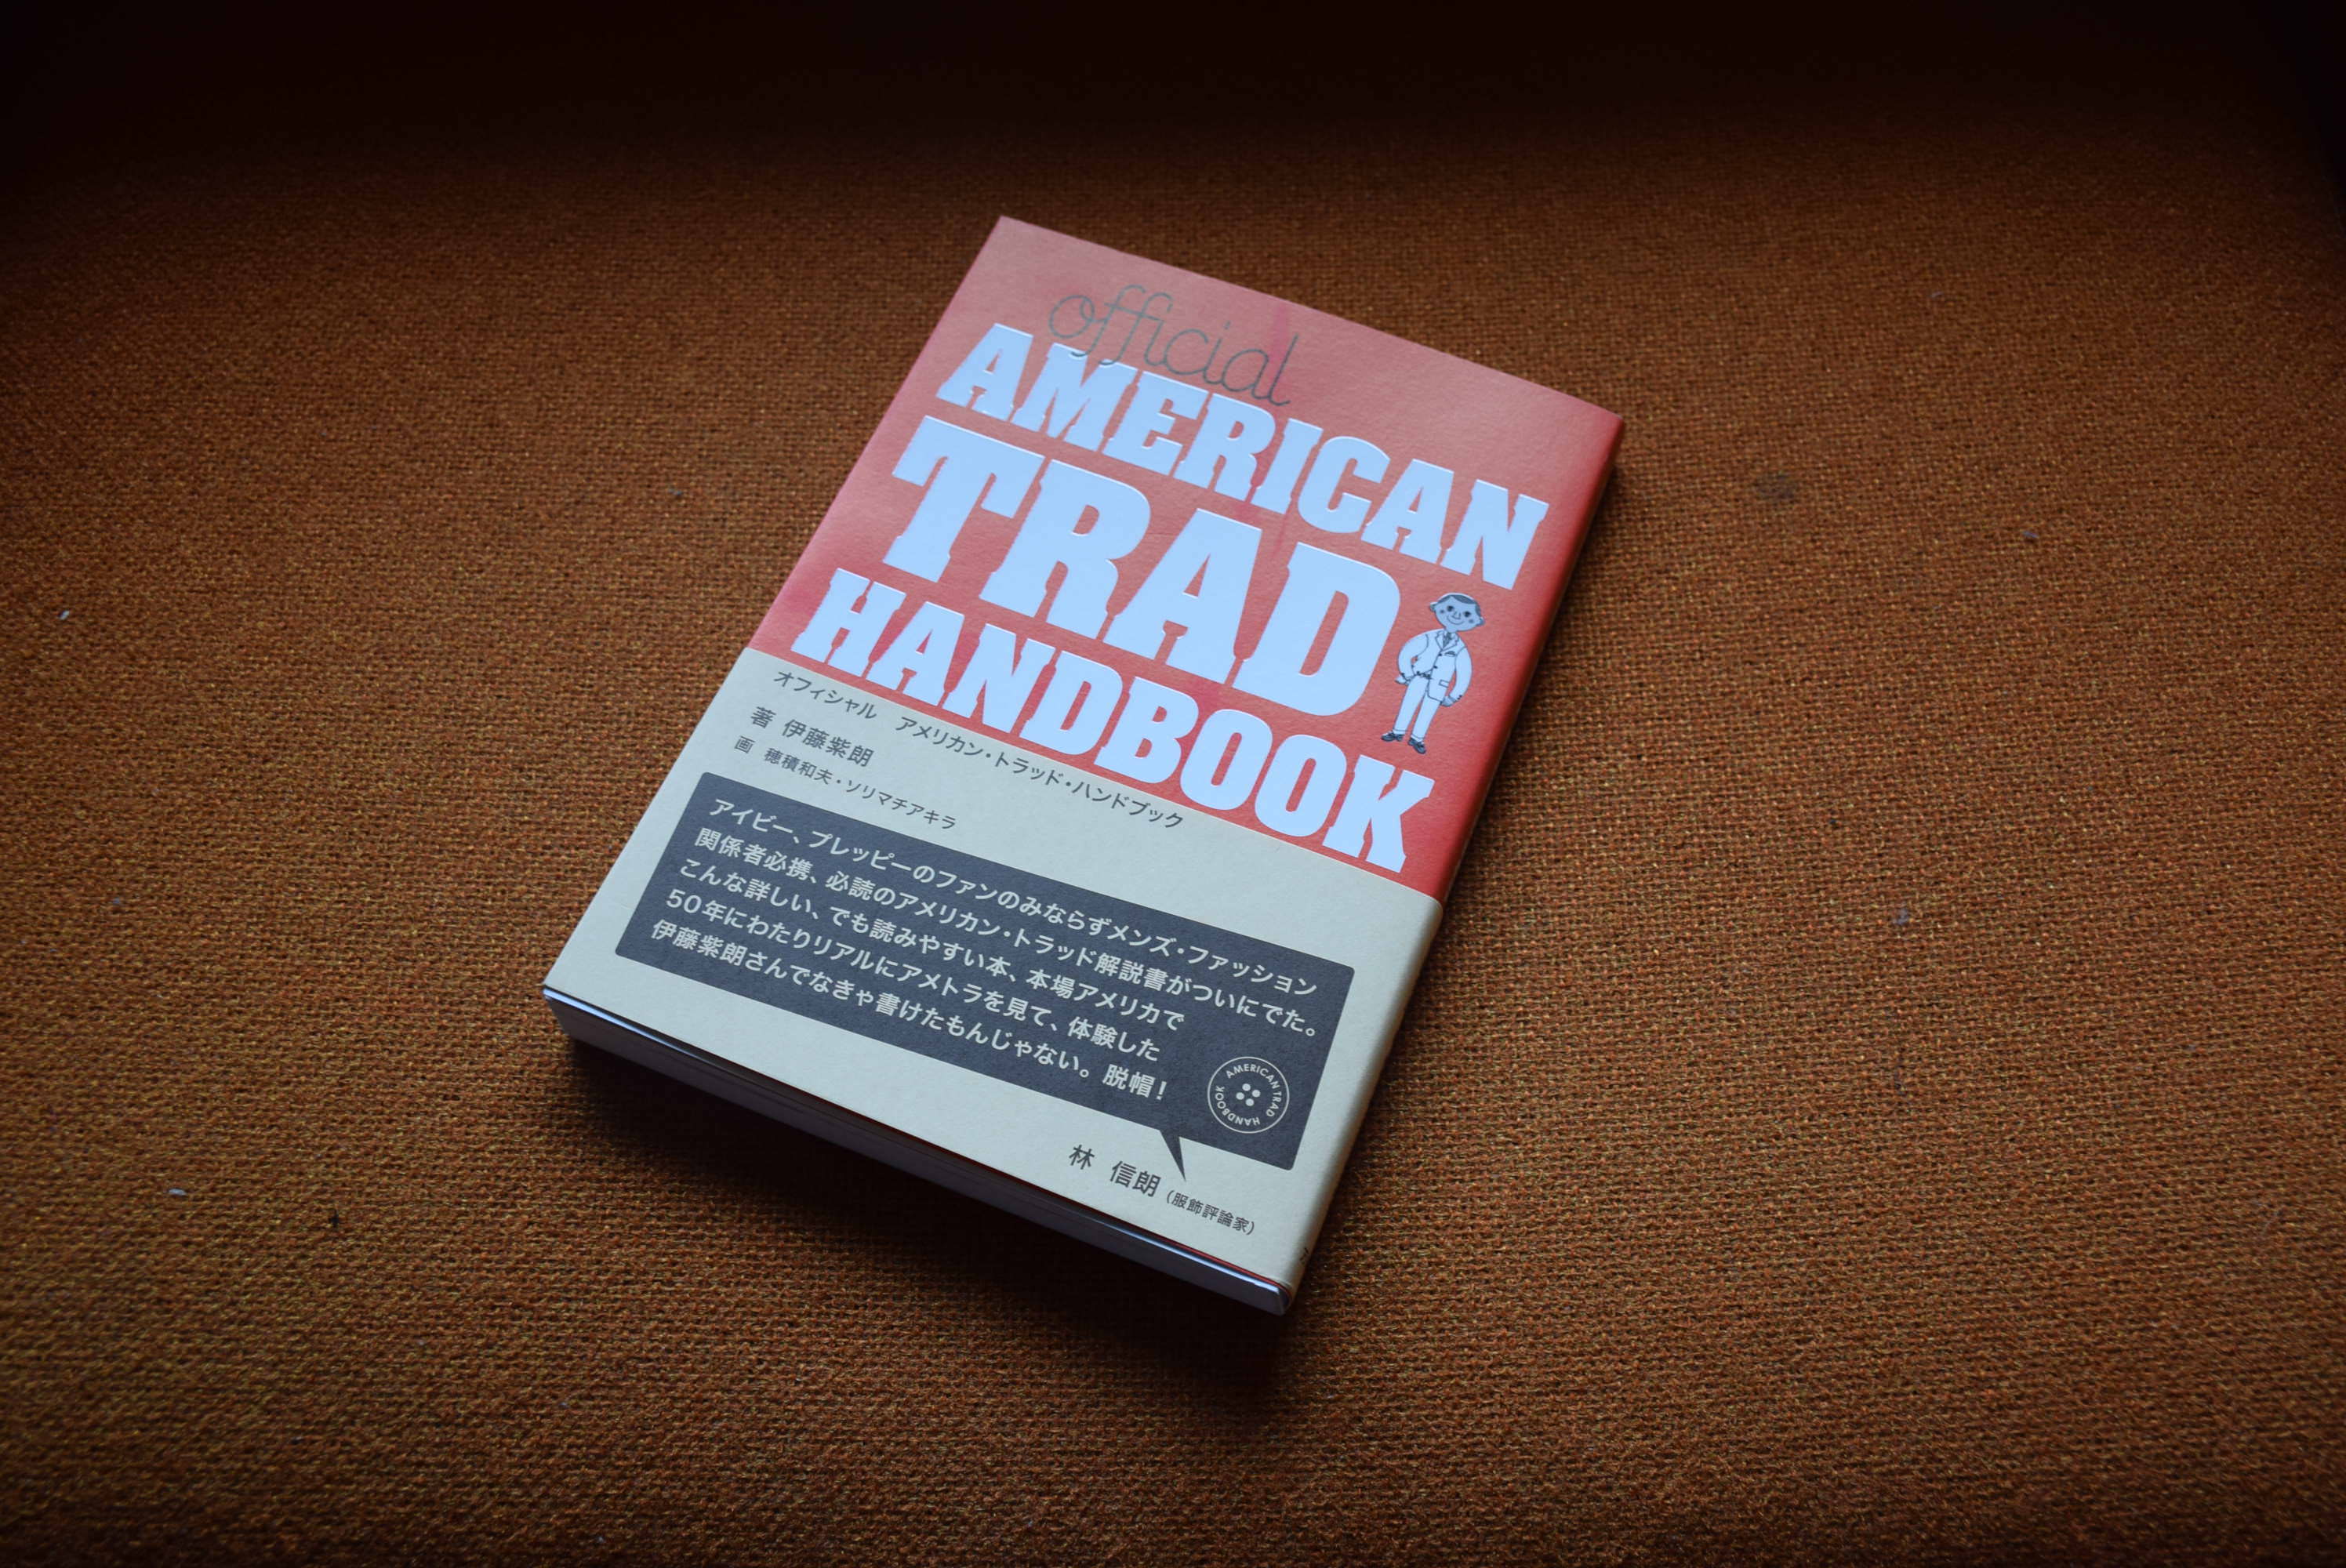 official
AMERICAN
TRAD
HANDBOOK
オフィシャル アメリカン・トラッド・ハンドブック
著 伊藤紫朗
画 穂積和夫・ソリマチアキラ
アイビー、プレッピーのファンのみならずメンズ・ファッション
関係者必携、必読のアメリカン・トラッド解説書がついにでた。
こんな詳しい、でも読みやすい本、本場アメリカで
50年にわたりリアルにアメトラを見て、体験した
伊藤紫朗さんでなきゃ書けたもんじゃない。脱帽！
AMERICAN TRAD HANDBOOK
林 信朗（服飾評論家）